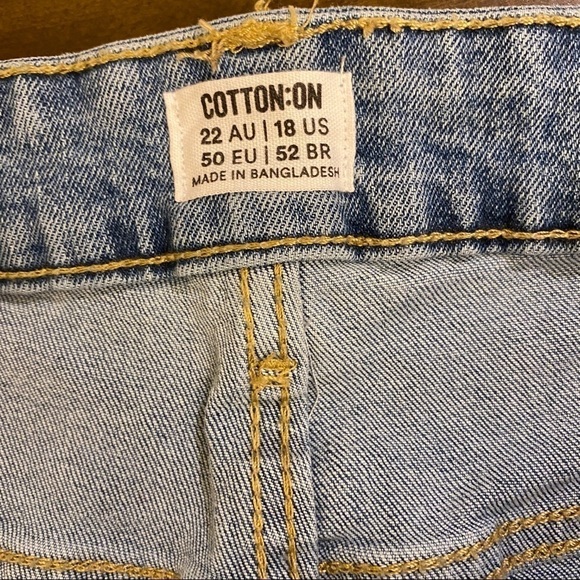 COTTON:ON
22 AU | 18 US
50 EU | 52 BR
MADE IN BANGLADESH